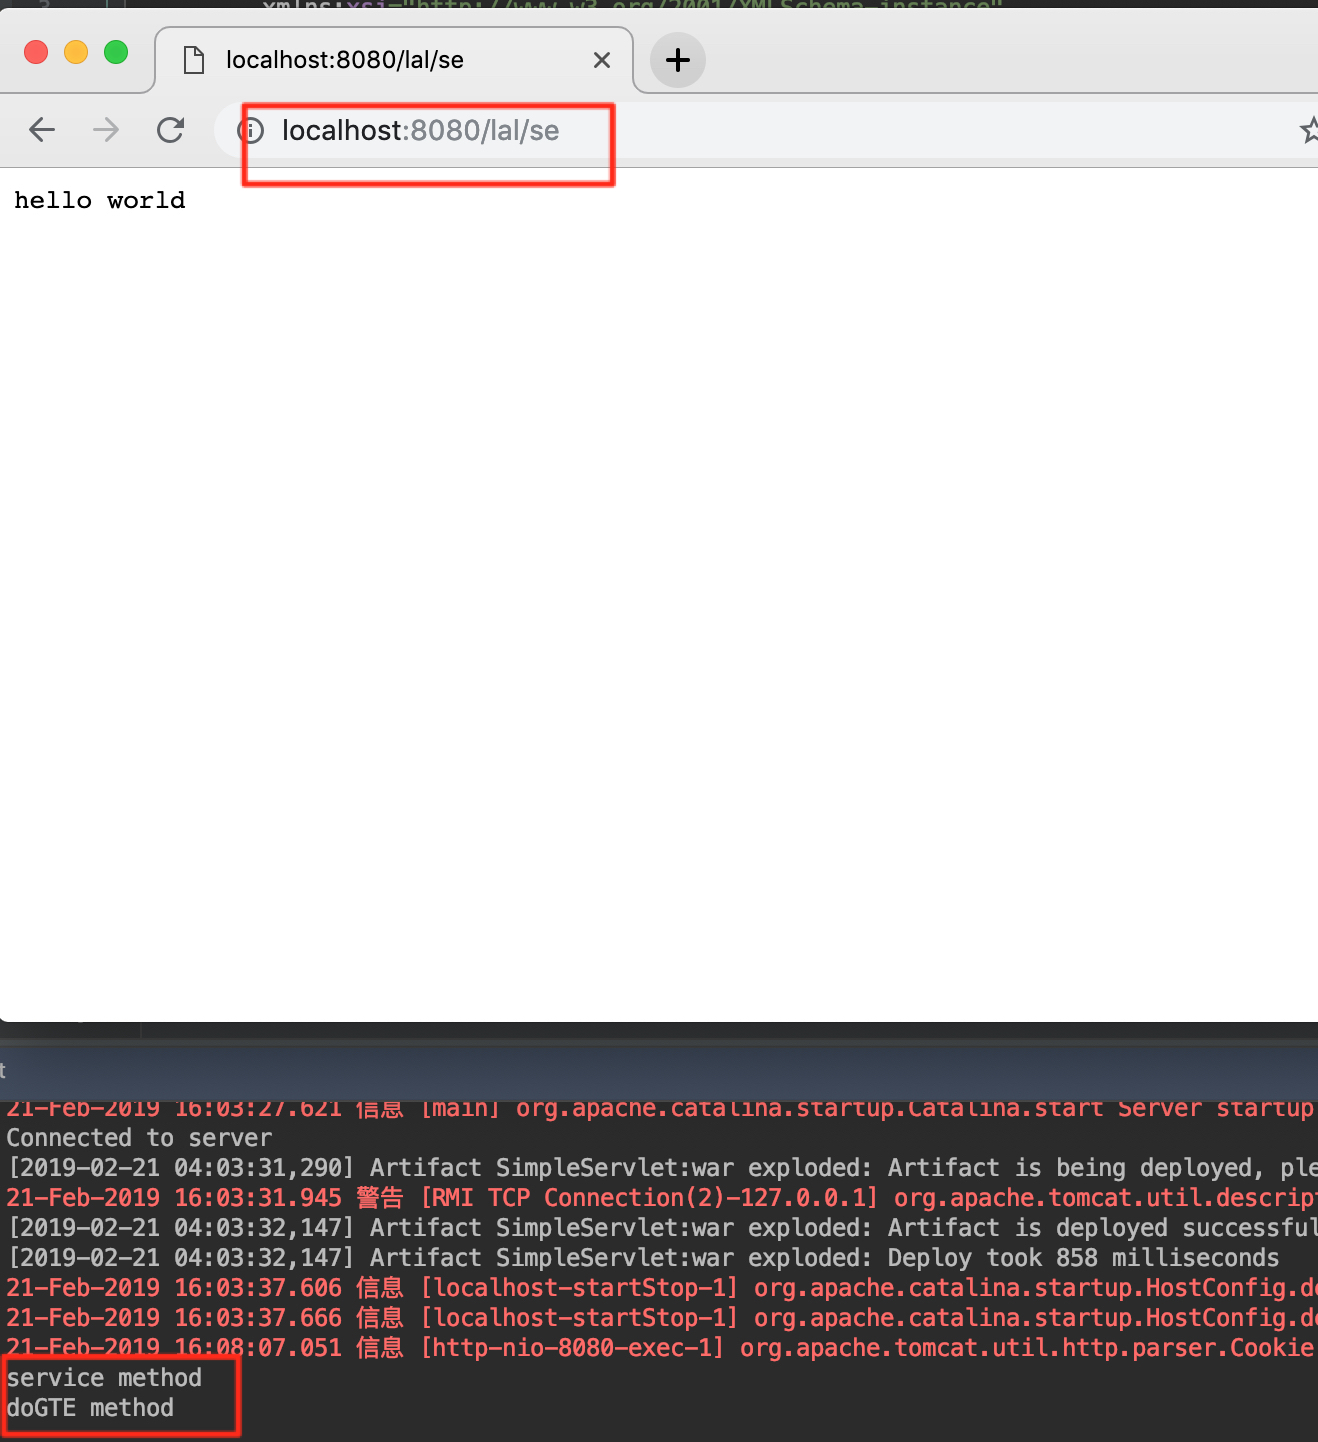 3 xmlns:xsi="http://www.w3.org/2001/XMLSchema-instance"
localhost:8080/lal/se
localhost:8080/lal/se
hello world
t
21-Feb-2019 16:03:27.621 信息 [main] org.apache.catalina.startup.Catalina.start Server startup
Connected to server
[2019-02-21 04:03:31,290] Artifact SimpleServlet:war exploded: Artifact is being deployed, ple
21-Feb-2019 16:03:31.945 警告 [RMI TCP Connection(2)-127.0.0.1] org.apache.tomcat.util.descript
[2019-02-21 04:03:32,147] Artifact SimpleServlet:war exploded: Artifact is deployed successful
[2019-02-21 04:03:32,147] Artifact SimpleServlet:war exploded: Deploy took 858 milliseconds
21-Feb-2019 16:03:37.606 信息 [localhost-startStop-1] org.apache.catalina.startup.HostConfig.de
21-Feb-2019 16:03:37.666 信息 [localhost-startStop-1] org.apache.catalina.startup.HostConfig.de
21-Feb-2019 16:08:07.051 信息 [http-nio-8080-exec-1] org.apache.tomcat.util.http.parser.Cookie
service method
doGTE method